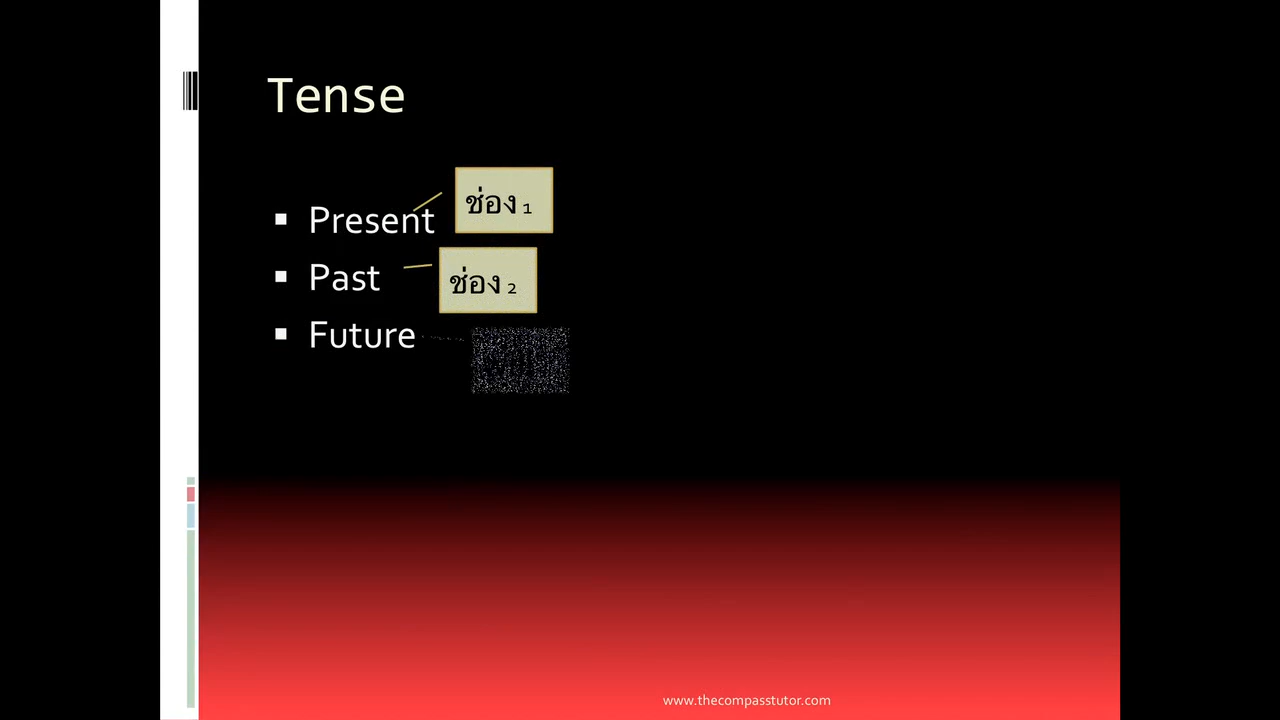 Tense
Present
ช่อง 1
Past
ช่อง 2
Future
www.thecompasstutor.com